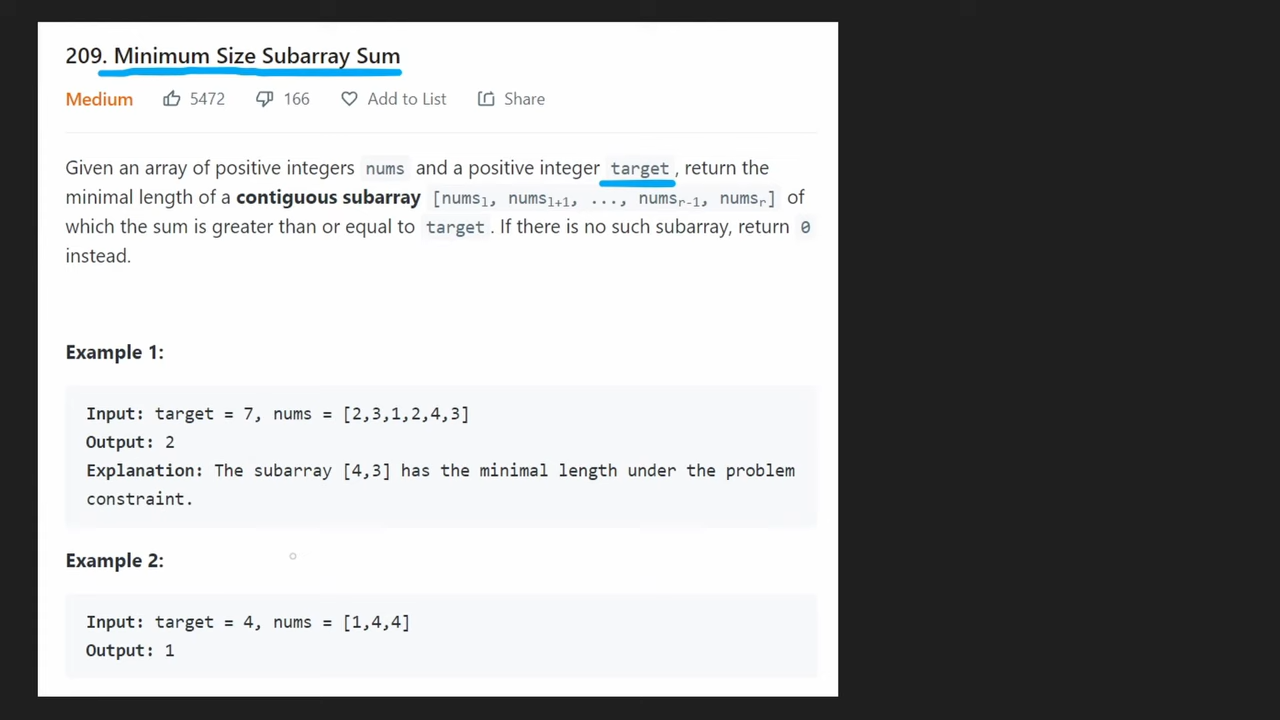 209. Minimum Size Subarray Sum
Medium 5472 166 Add to List Share
Given an array of positive integers nums and a positive integer target, return the
minimal length of a contiguous subarray [numsl, numsl+1, ..., numsr-1, numsr] of
which the sum is greater than or equal to target. If there is no such subarray, return 0
instead.
Example 1:
Input: target = 7, nums = [2,3,1,2,4,3]
Output: 2
Explanation: The subarray [4,3] has the minimal length under the problem
constraint.
Example 2:
Input: target = 4, nums = [1,4,4]
Output: 1